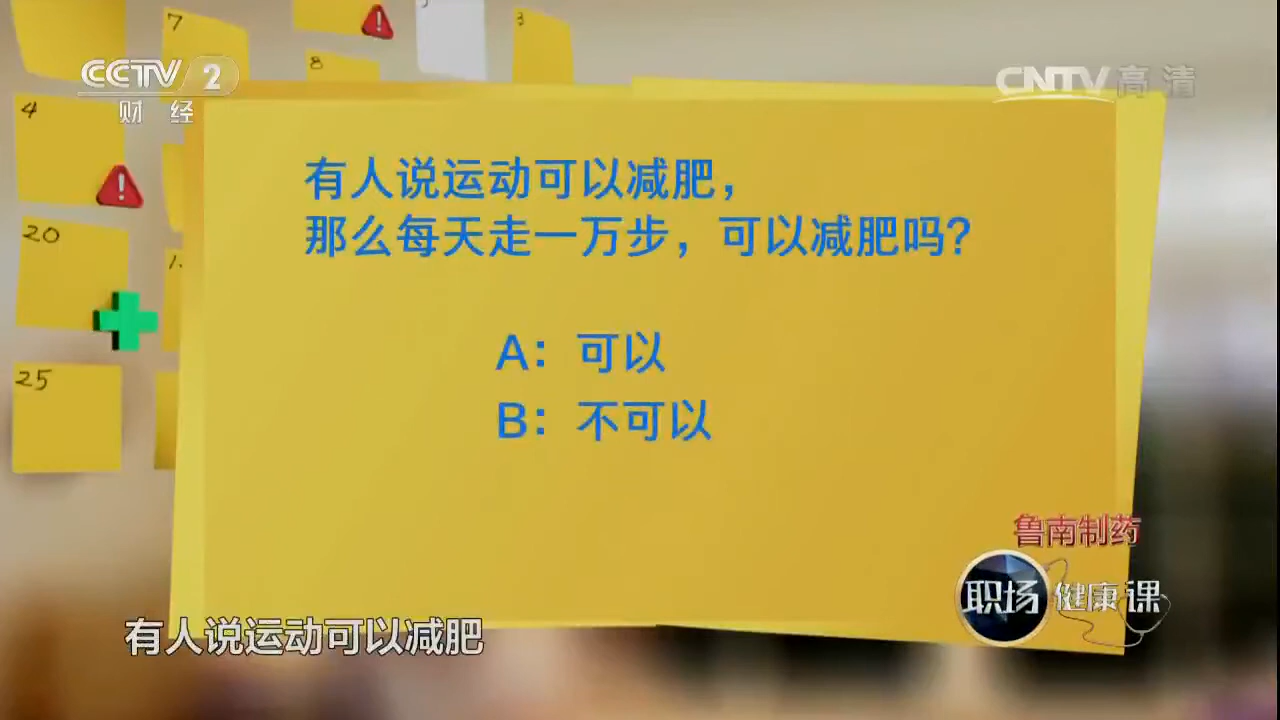 7
3
8
CCTV 2
财经
CNTV高清
4
20
25
有人说运动可以减肥，
那么每天走一万步，可以减肥吗？
A：可以
B：不可以
鲁南制药
职场健康课
有人说运动可以减肥